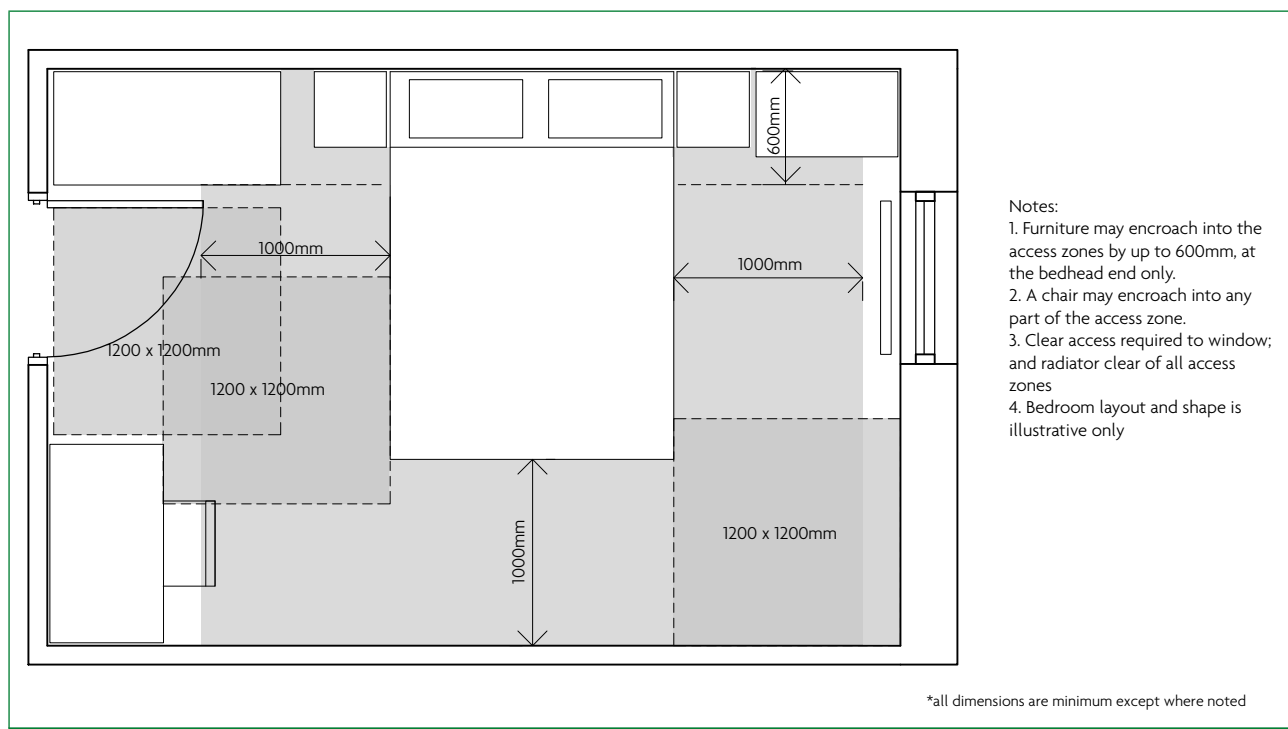 600mm
1000mm
1000mm
1200 x 1200mm
1200 x 1200mm
1000mm
1200 x 1200mm
Notes:
1. Furniture may encroach into the
access zones by up to 600mm, at
the bedhead end only.
2. A chair may encroach into any
part of the access zone.
3. Clear access required to window;
and radiator clear of all access
zones
4. Bedroom layout and shape is
illustrative only
*all dimensions are minimum except where noted